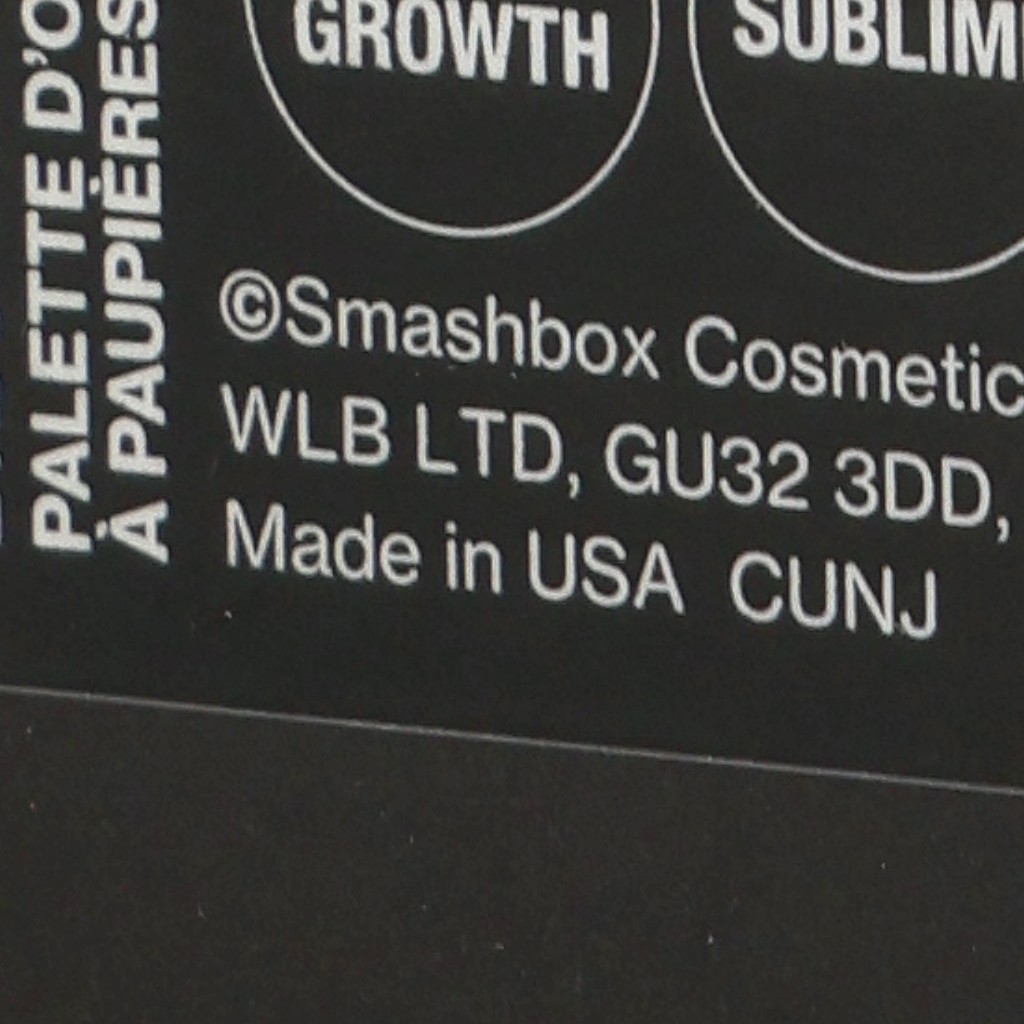 PALETTE D'O
À PAUPIÈRES
GROWTH
SUBLIM
©Smashbox Cosmetic
WLB LTD, GU32 3DD,
Made in USA CUNJ